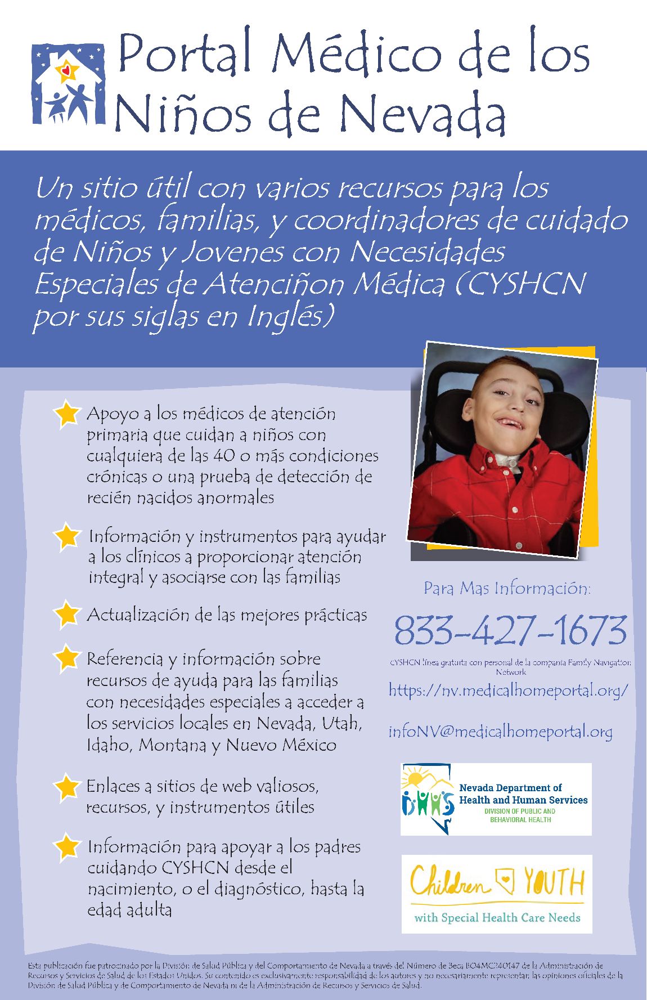 Portal Médico de los
Niños de Nevada
Un sitio útil con varios recursos para los
médicos, familias, y coordinadores de cuidado
de Niños y Jovenes con Necesidades
Especiales de Atenciñon Médica (CYSHCN
por sus siglas en Inglés)
Apoyo a los médicos de atención
primaria que cuidan a niños con
cualquiera de las 40 o más condiciones
crónicas o una prueba de detección de
recién nacidos anormales
Información y instrumentos para ayudar
a los clínicos a proporcionar atención
integral y asociarse con las familias
Actualización de las mejores prácticas
Referencia y información sobre
recursos de ayuda para las familias
con necesidades especiales a acceder a
los servicios locales en Nevada, Utah,
Idaho, Montana y Nuevo México
Enlaces a sitios de web valiosos,
recursos, y instrumentos útiles
Información para apoyar a los padres
cuidando CYSHCN desde el
nacimiento, o el diagnóstico, hasta la
edad adulta
Para Mas Información:
833-427-1673
CYSHCN línea gratuita con personal de la compania Family Navigation
Network
https://nv.medicalhomeportal.org/
infoNV@medicalhomeportal.org
DHHS
Nevada Department of
Health and Human Services
DIVISION OF PUBLIC AND
BEHAVIORAL HEALTH
Children YOUTH
with Special Health Care Needs
Esta publicación fue patrocinado por la División de Salud Pública y del Comportamiento de Nevada a través del Número de Beca BO4MC240147 de la Administración de
Recursos y Servicios de Salud de los Estados Unidos. Su contenido es exclusivamente responsabilidad de los autores y no necesariamente representan las opiniones oficiales de la
División de Salud Pública y de Comportamiento de Nevada ni de la Administración de Recursos y Servicios de Salud.